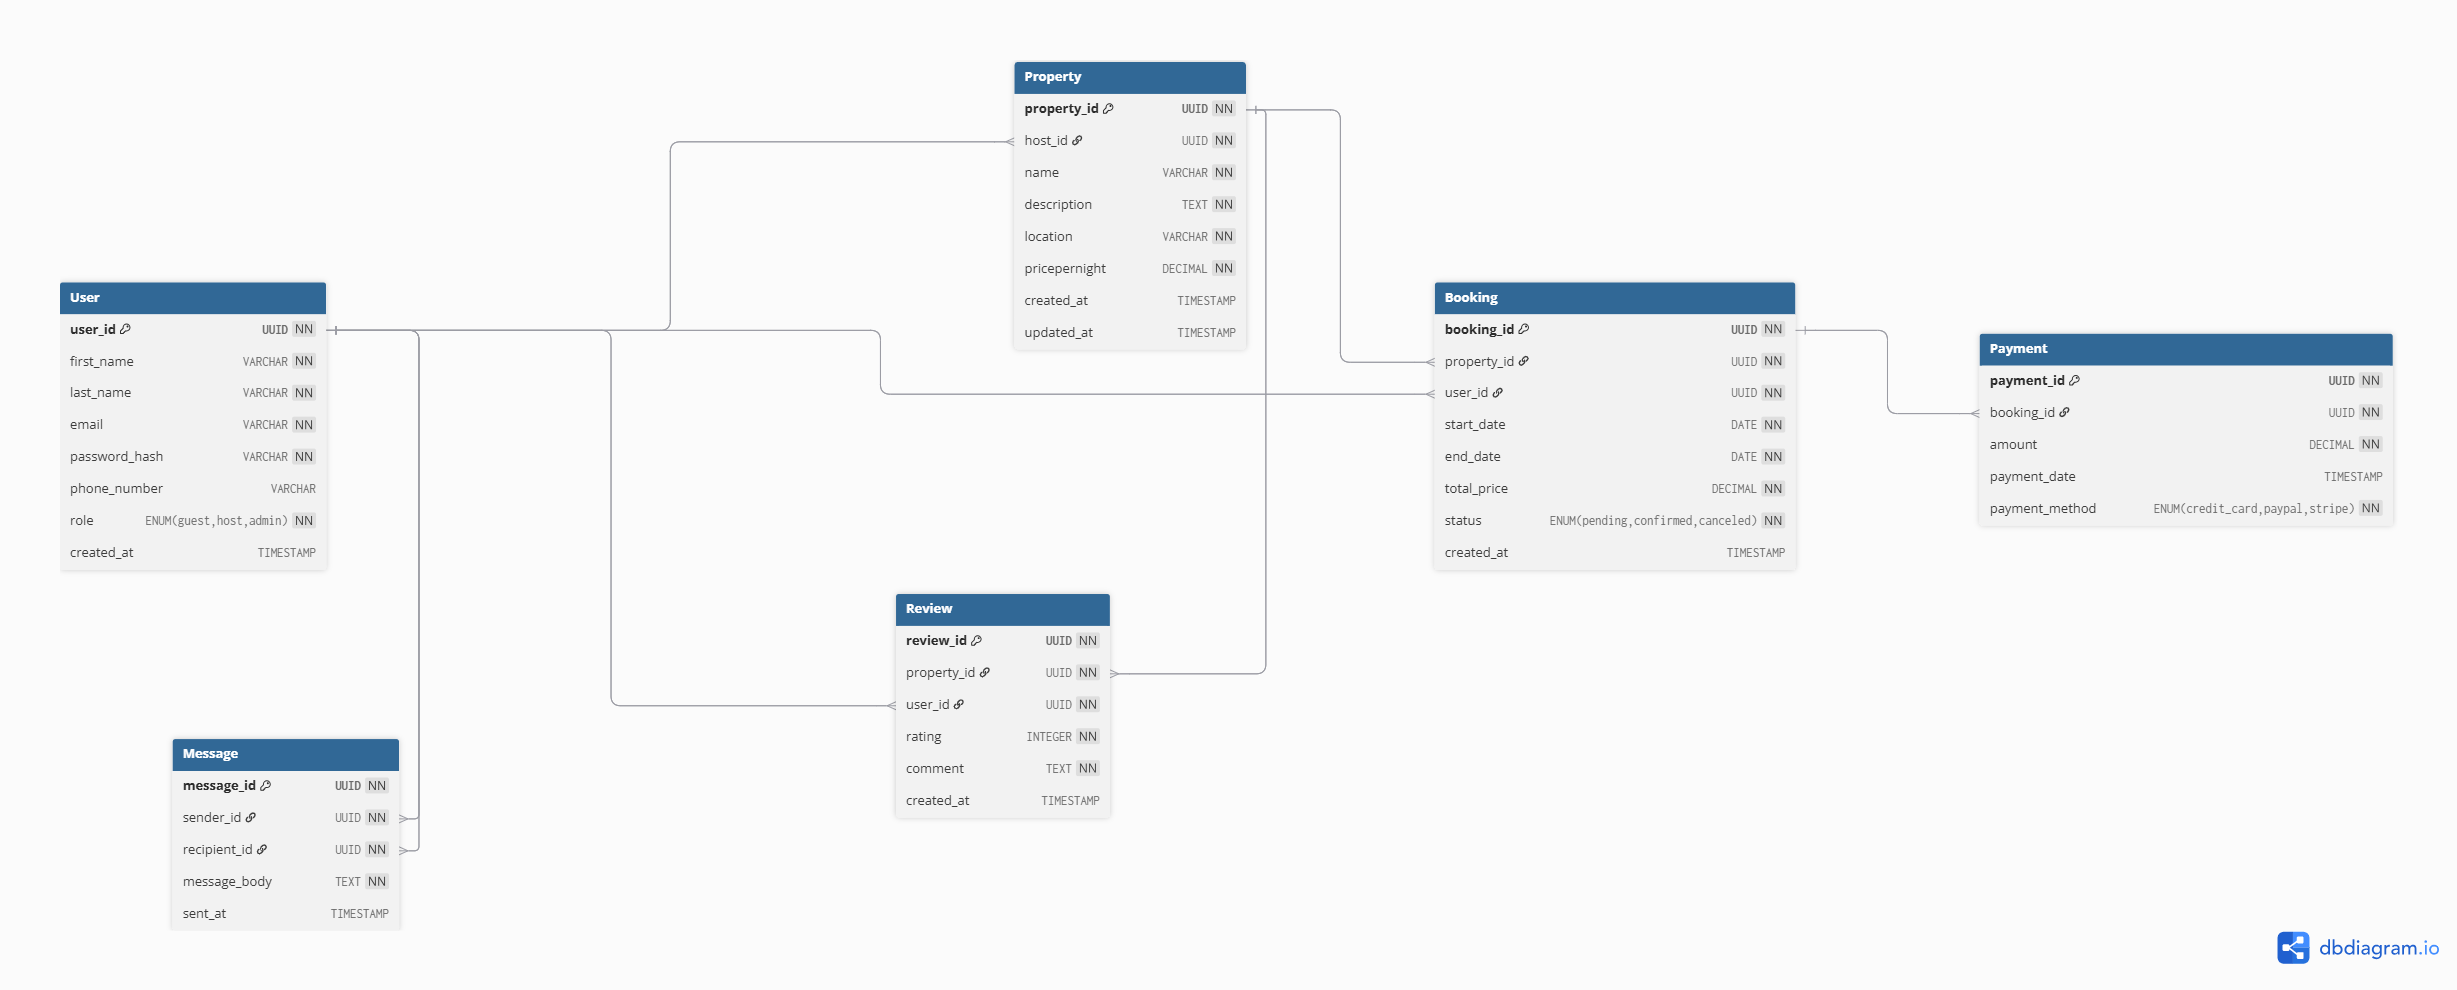 Property
property_id UUID NN
host_id UUID NN
name VARCHAR NN
description TEXT NN
location VARCHAR NN
pricepernight DECIMAL NN
created_at TIMESTAMP
updated_at TIMESTAMP
User
user_id UUID NN
first_name VARCHAR NN
last_name VARCHAR NN
email VARCHAR NN
password_hash VARCHAR NN
phone_number VARCHAR
role ENUM(guest,host,admin) NN
created_at TIMESTAMP
Booking
booking_id UUID NN
property_id UUID NN
user_id UUID NN
start_date DATE NN
end_date DATE NN
total_price DECIMAL NN
status ENUM(pending,confirmed,canceled) NN
created_at TIMESTAMP
Payment
payment_id UUID NN
booking_id UUID NN
amount DECIMAL NN
payment_date TIMESTAMP
payment_method ENUM(credit_card,paypal,stripe) NN
Review
review_id UUID NN
property_id UUID NN
user_id UUID NN
rating INTEGER NN
comment TEXT NN
created_at TIMESTAMP
Message
message_id UUID NN
sender_id UUID NN
recipient_id UUID NN
message_body TEXT NN
sent_at TIMESTAMP
dbdiagram.io